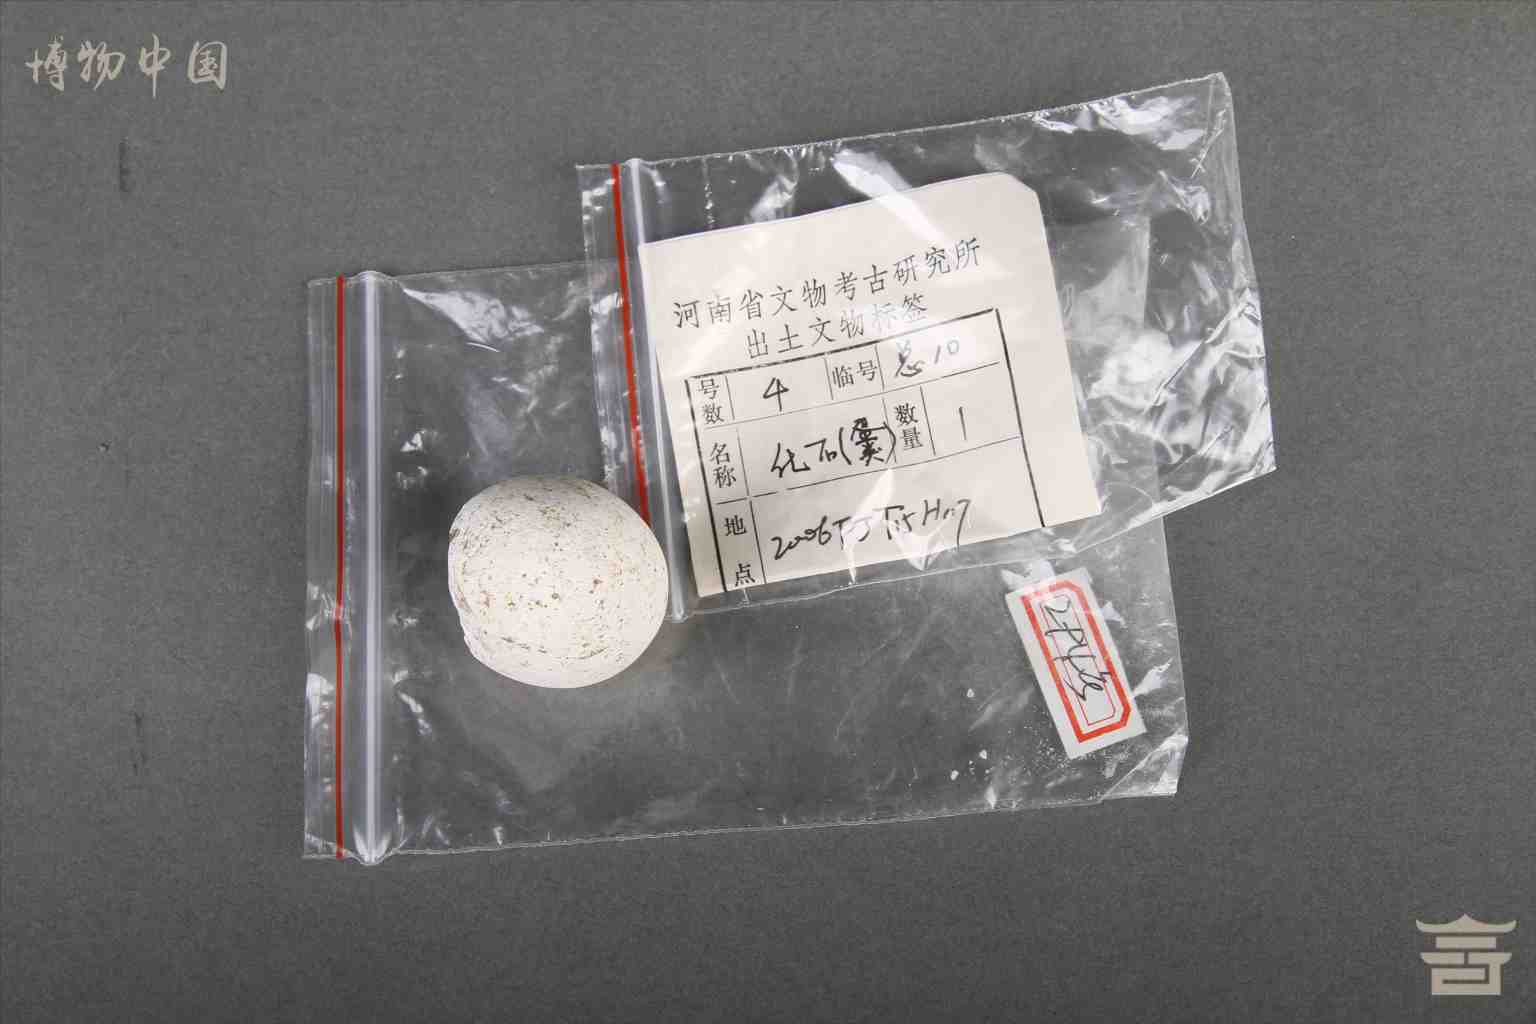 博物中国
河南省文物考古研究所
出土文物标签
号数 4 临号 总10
名称 化石(粪) 数量 1
地点